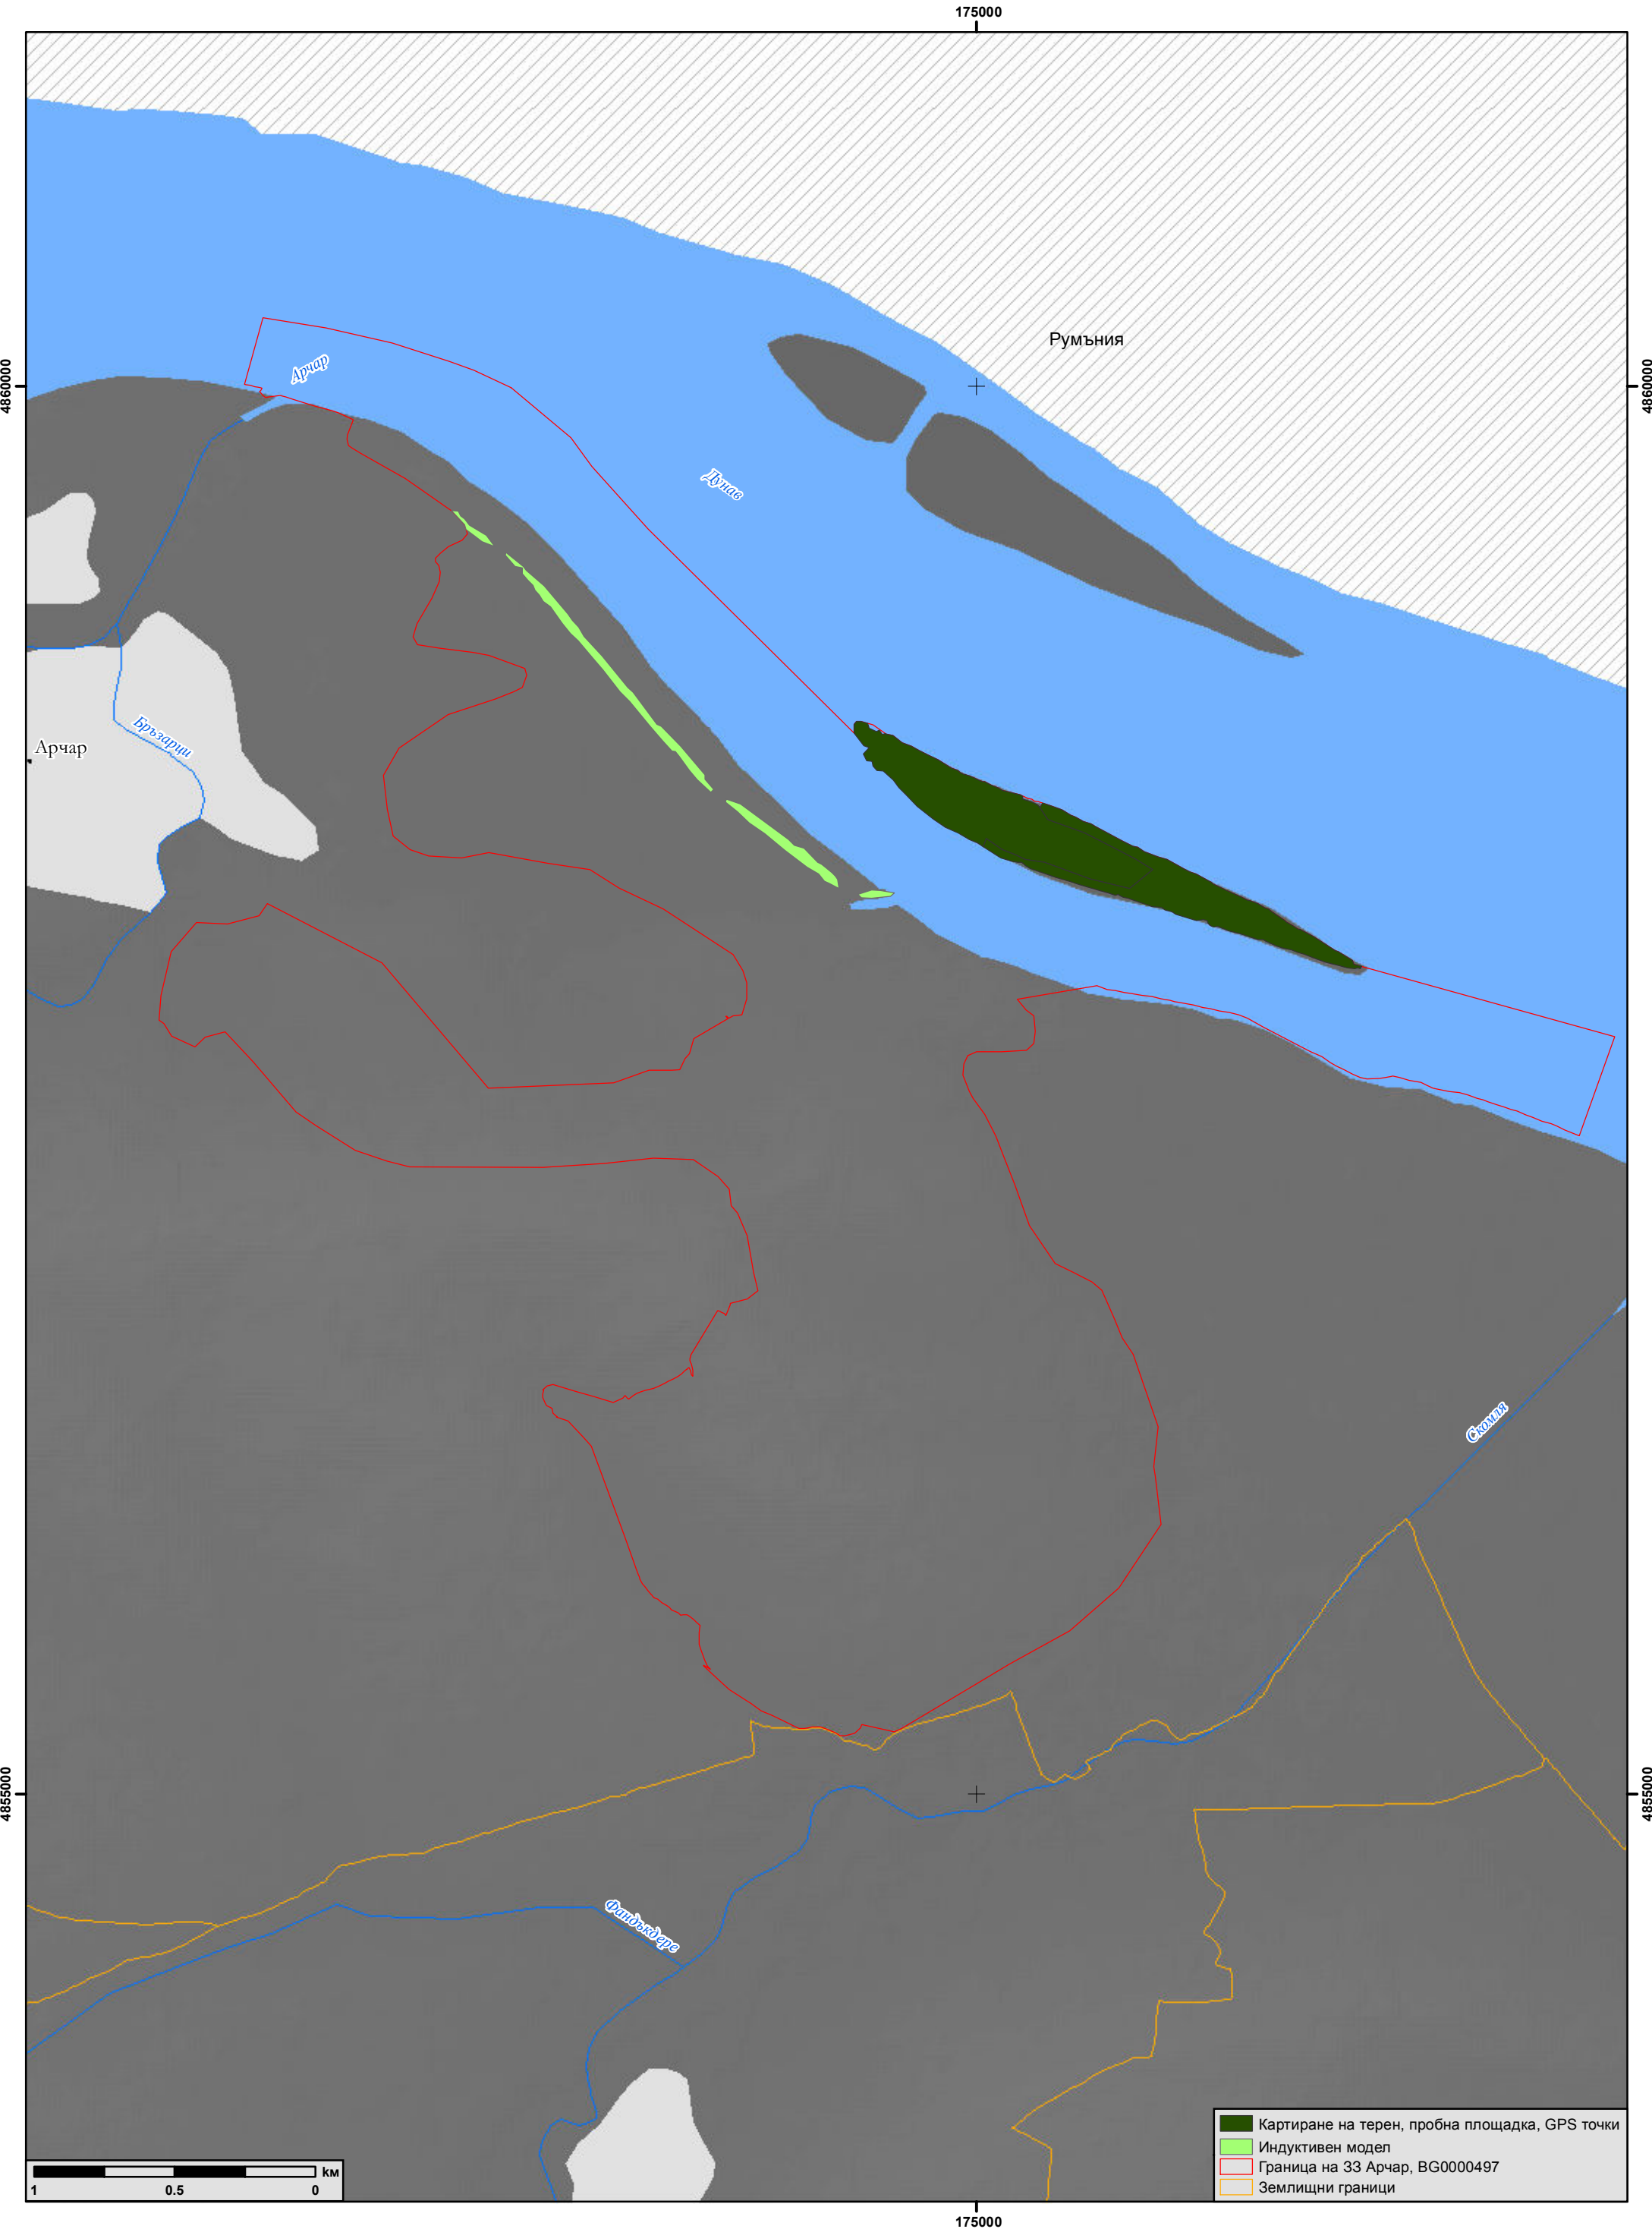 175000
Румъния
4860000
4860000
Арчар
Дунав
Бръзарци
Арчар
Скомля
4855000
4855000
Фандъкдере
Картиране на терен, пробна площадка, GPS точки
Индуктивен модел
Граница на ЗЗ Арчар, BG0000497
Землищни граници
км
1 0.5 0
175000